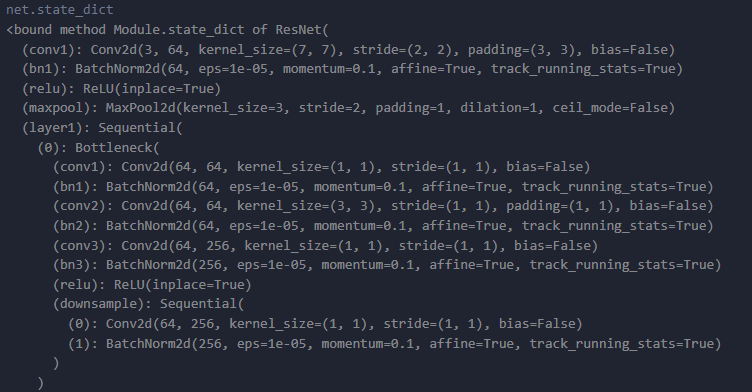 net.state_dict
<bound method Module.state_dict of ResNet(
(conv1): Conv2d(3, 64, kernel_size=(7, 7), stride=(2, 2), padding=(3, 3), bias=False)
(bn1): BatchNorm2d(64, eps=1e-05, momentum=0.1, affine=True, track_running_stats=True)
(relu): ReLU(inplace=True)
(maxpool): MaxPool2d(kernel_size=3, stride=2, padding=1, dilation=1, ceil_mode=False)
(layer1): Sequential(
(0): Bottleneck(
(conv1): Conv2d(64, 64, kernel_size=(1, 1), stride=(1, 1), bias=False)
(bn1): BatchNorm2d(64, eps=1e-05, momentum=0.1, affine=True, track_running_stats=True)
(conv2): Conv2d(64, 64, kernel_size=(3, 3), stride=(1, 1), padding=(1, 1), bias=False)
(bn2): BatchNorm2d(64, eps=1e-05, momentum=0.1, affine=True, track_running_stats=True)
(conv3): Conv2d(64, 256, kernel_size=(1, 1), stride=(1, 1), bias=False)
(bn3): BatchNorm2d(256, eps=1e-05, momentum=0.1, affine=True, track_running_stats=True)
(relu): ReLU(inplace=True)
(downsample): Sequential(
(0): Conv2d(64, 256, kernel_size=(1, 1), stride=(1, 1), bias=False)
(1): BatchNorm2d(256, eps=1e-05, momentum=0.1, affine=True, track_running_stats=True)
)
)